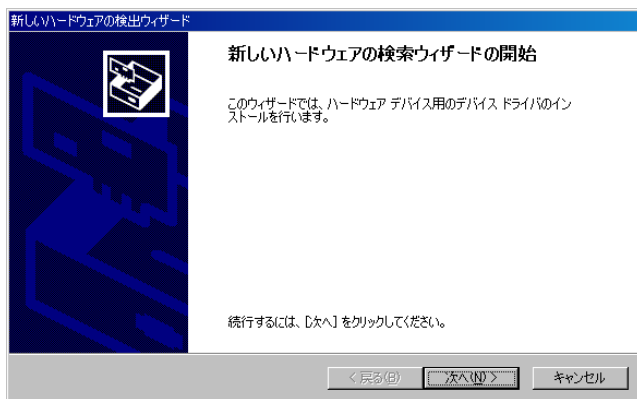 新しいハードウェアの検出ウィザード
新しいハードウェアの検索ウィザードの開始
このウィザードでは、ハードウェア デバイス用のデバイス ドライバのイン
ストールを行います。
続行するには、[次へ] をクリックしてください。
< 戻る(B)
次へ(N) >
キャンセル